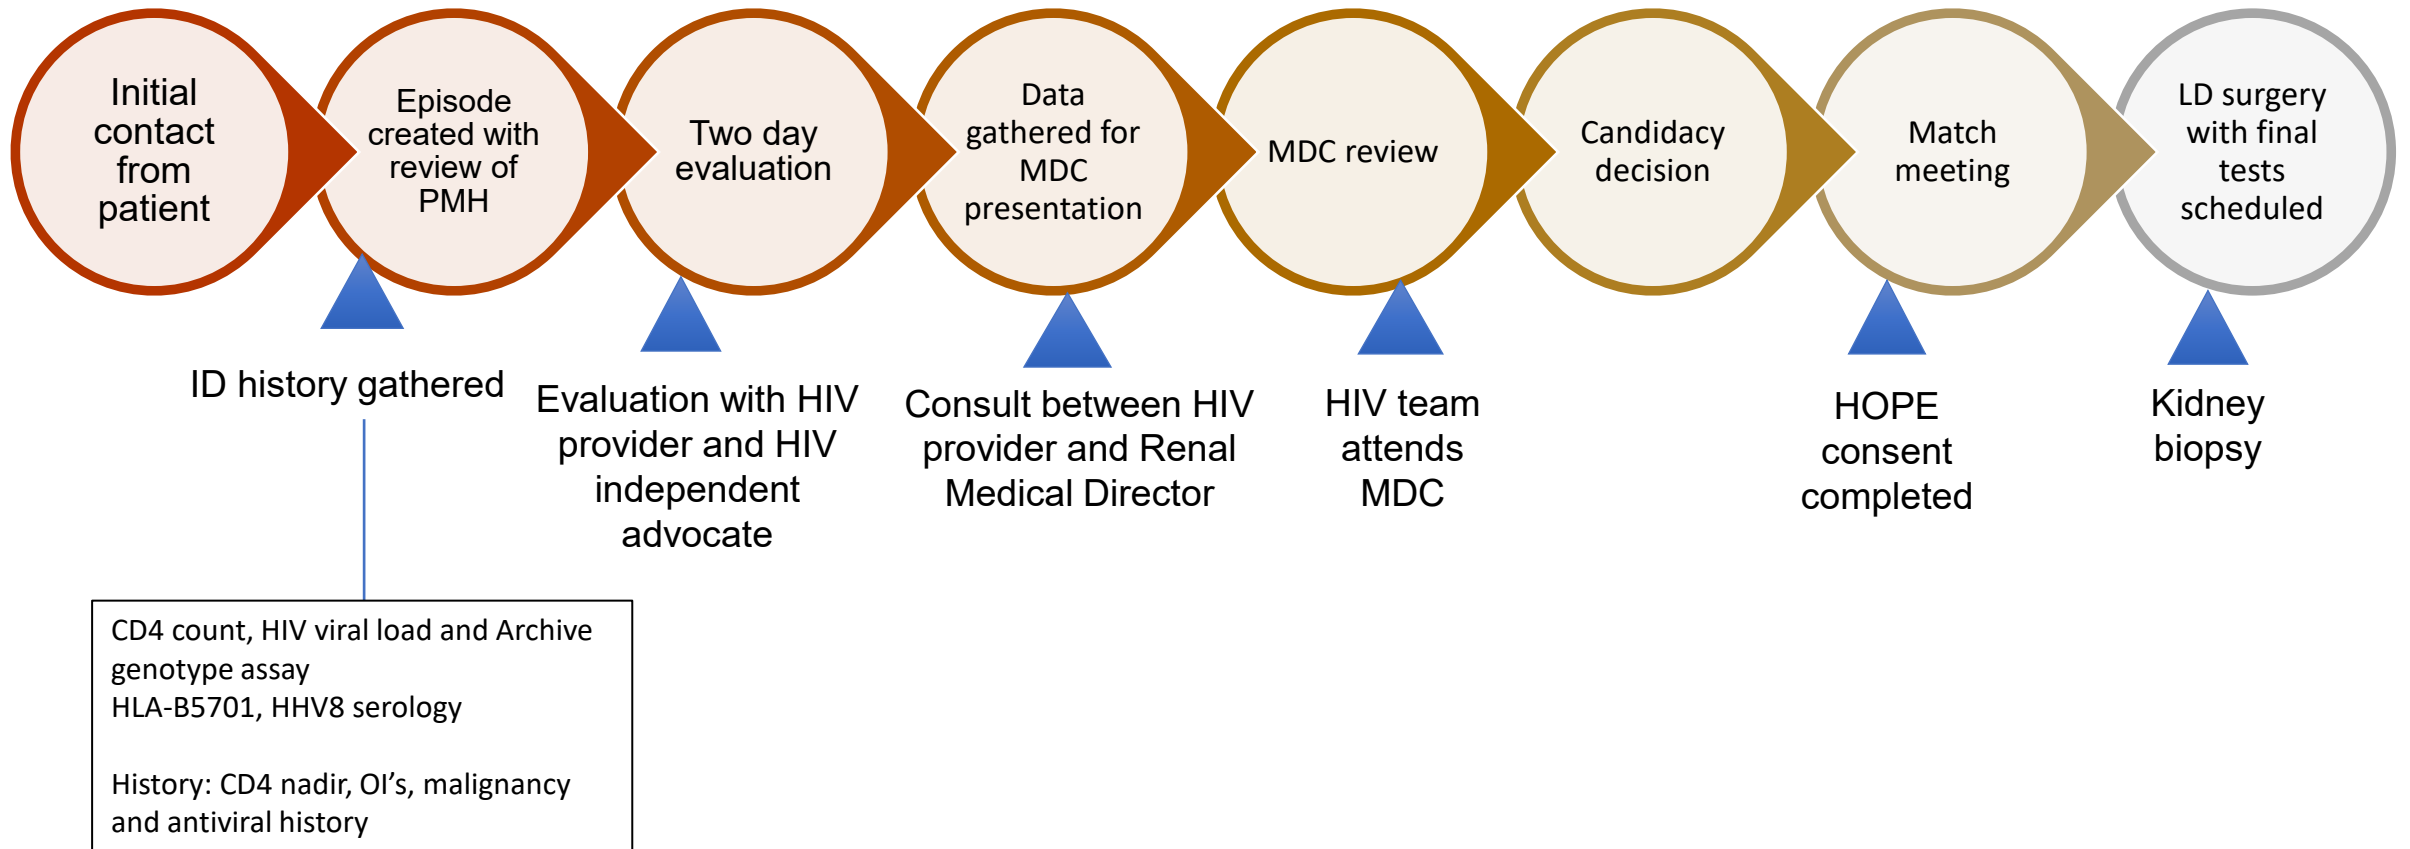 Initial
contact
from
patient
Episode
created with
review of
PMH
Two day
evaluation
Data
gathered for
MDC
presentation
MDC review
Candidacy
decision
Match
meeting
LD surgery
with final
tests
scheduled
ID history gathered
Evaluation with HIV
provider and HIV
independent
advocate
Consult between HIV
provider and Renal
Medical Director
HIV team
attends
MDC
HOPE
consent
completed
Kidney
biopsy
CD4 count, HIV viral load and Archive
genotype assay
HLA-B5701, HHV8 serology
History: CD4 nadir, OI’s, malignancy
and antiviral history